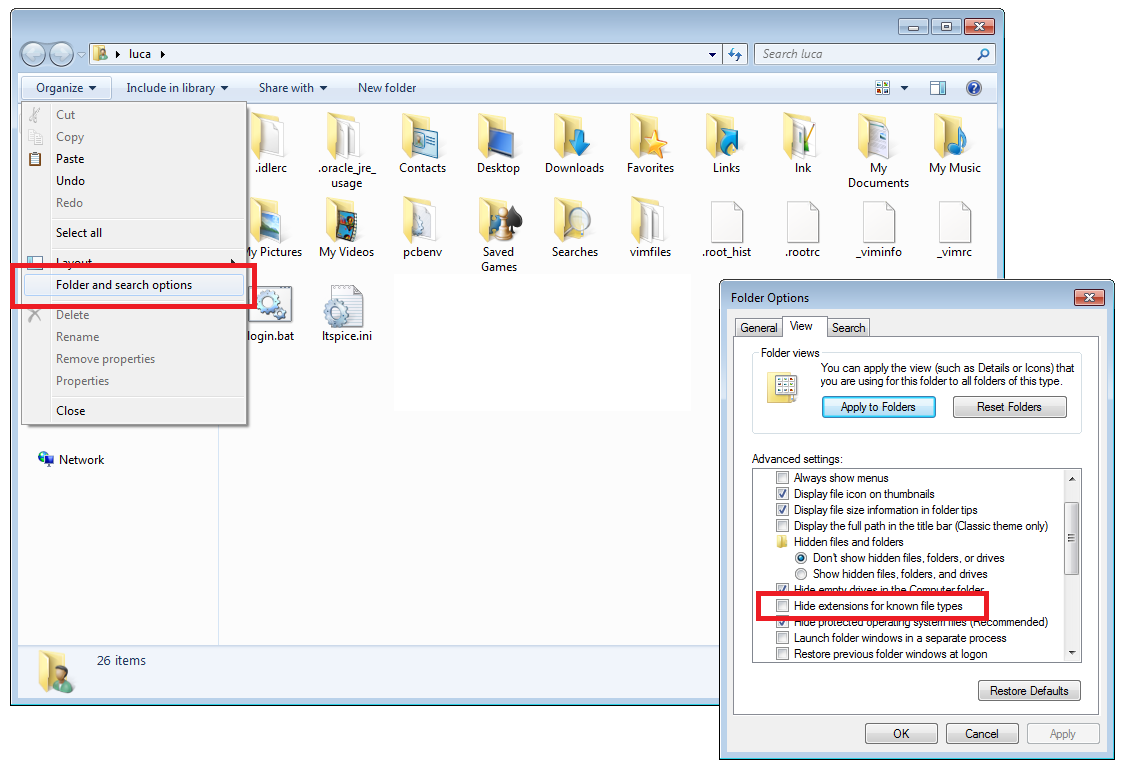 luca
Search luca
Organize Include in library Share with New folder
Cut
Copy
Paste
Undo
Redo
Select all
Layout
Folder and search options
Delete
Rename
Remove properties
Properties
Close
Network
.idlerc
.oracle_jre_
usage
Contacts
Desktop
Downloads
Favorites
Links
Ink
My
Documents
My Music
My Pictures
My Videos
pcbenv
Saved
Games
Searches
vimfiles
.root_hist
.rootrc
_viminfo
_vimrc
login.bat
ltspice.ini
26 items
Folder Options
General View Search
Folder views
You can apply the view (such as Details or Icons) that
you are using for this folder to all folders of this type.
Apply to Folders Reset Folders
Advanced settings:
Always show menus
Display file icon on thumbnails
Display file size information in folder tips
Display the full path in the title bar (Classic theme only)
Hidden files and folders
Don't show hidden files, folders, or drives
Show hidden files, folders, and drives
Hide empty drives in the Computer folder
Hide extensions for known file types
Hide protected operating system files (Recommended)
Launch folder windows in a separate process
Restore previous folder windows at logon
Restore Defaults
OK Cancel Apply